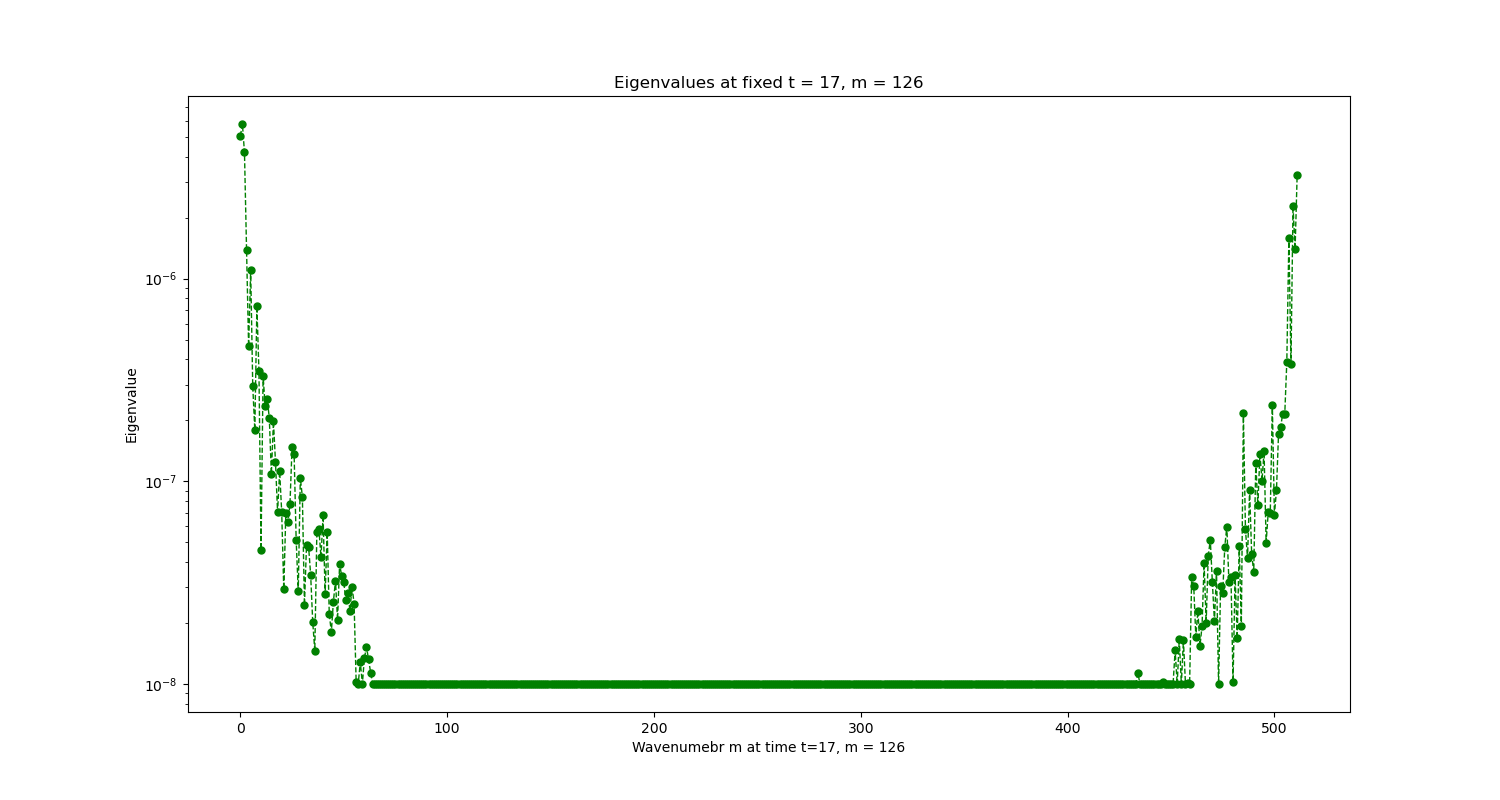 Eigenvalues at fixed t = 17, m = 126
Eigenvalue
10⁻⁶
10⁻⁷
10⁻⁸
0 100 200 300 400 500
Wavenumebr m at time t=17, m = 126